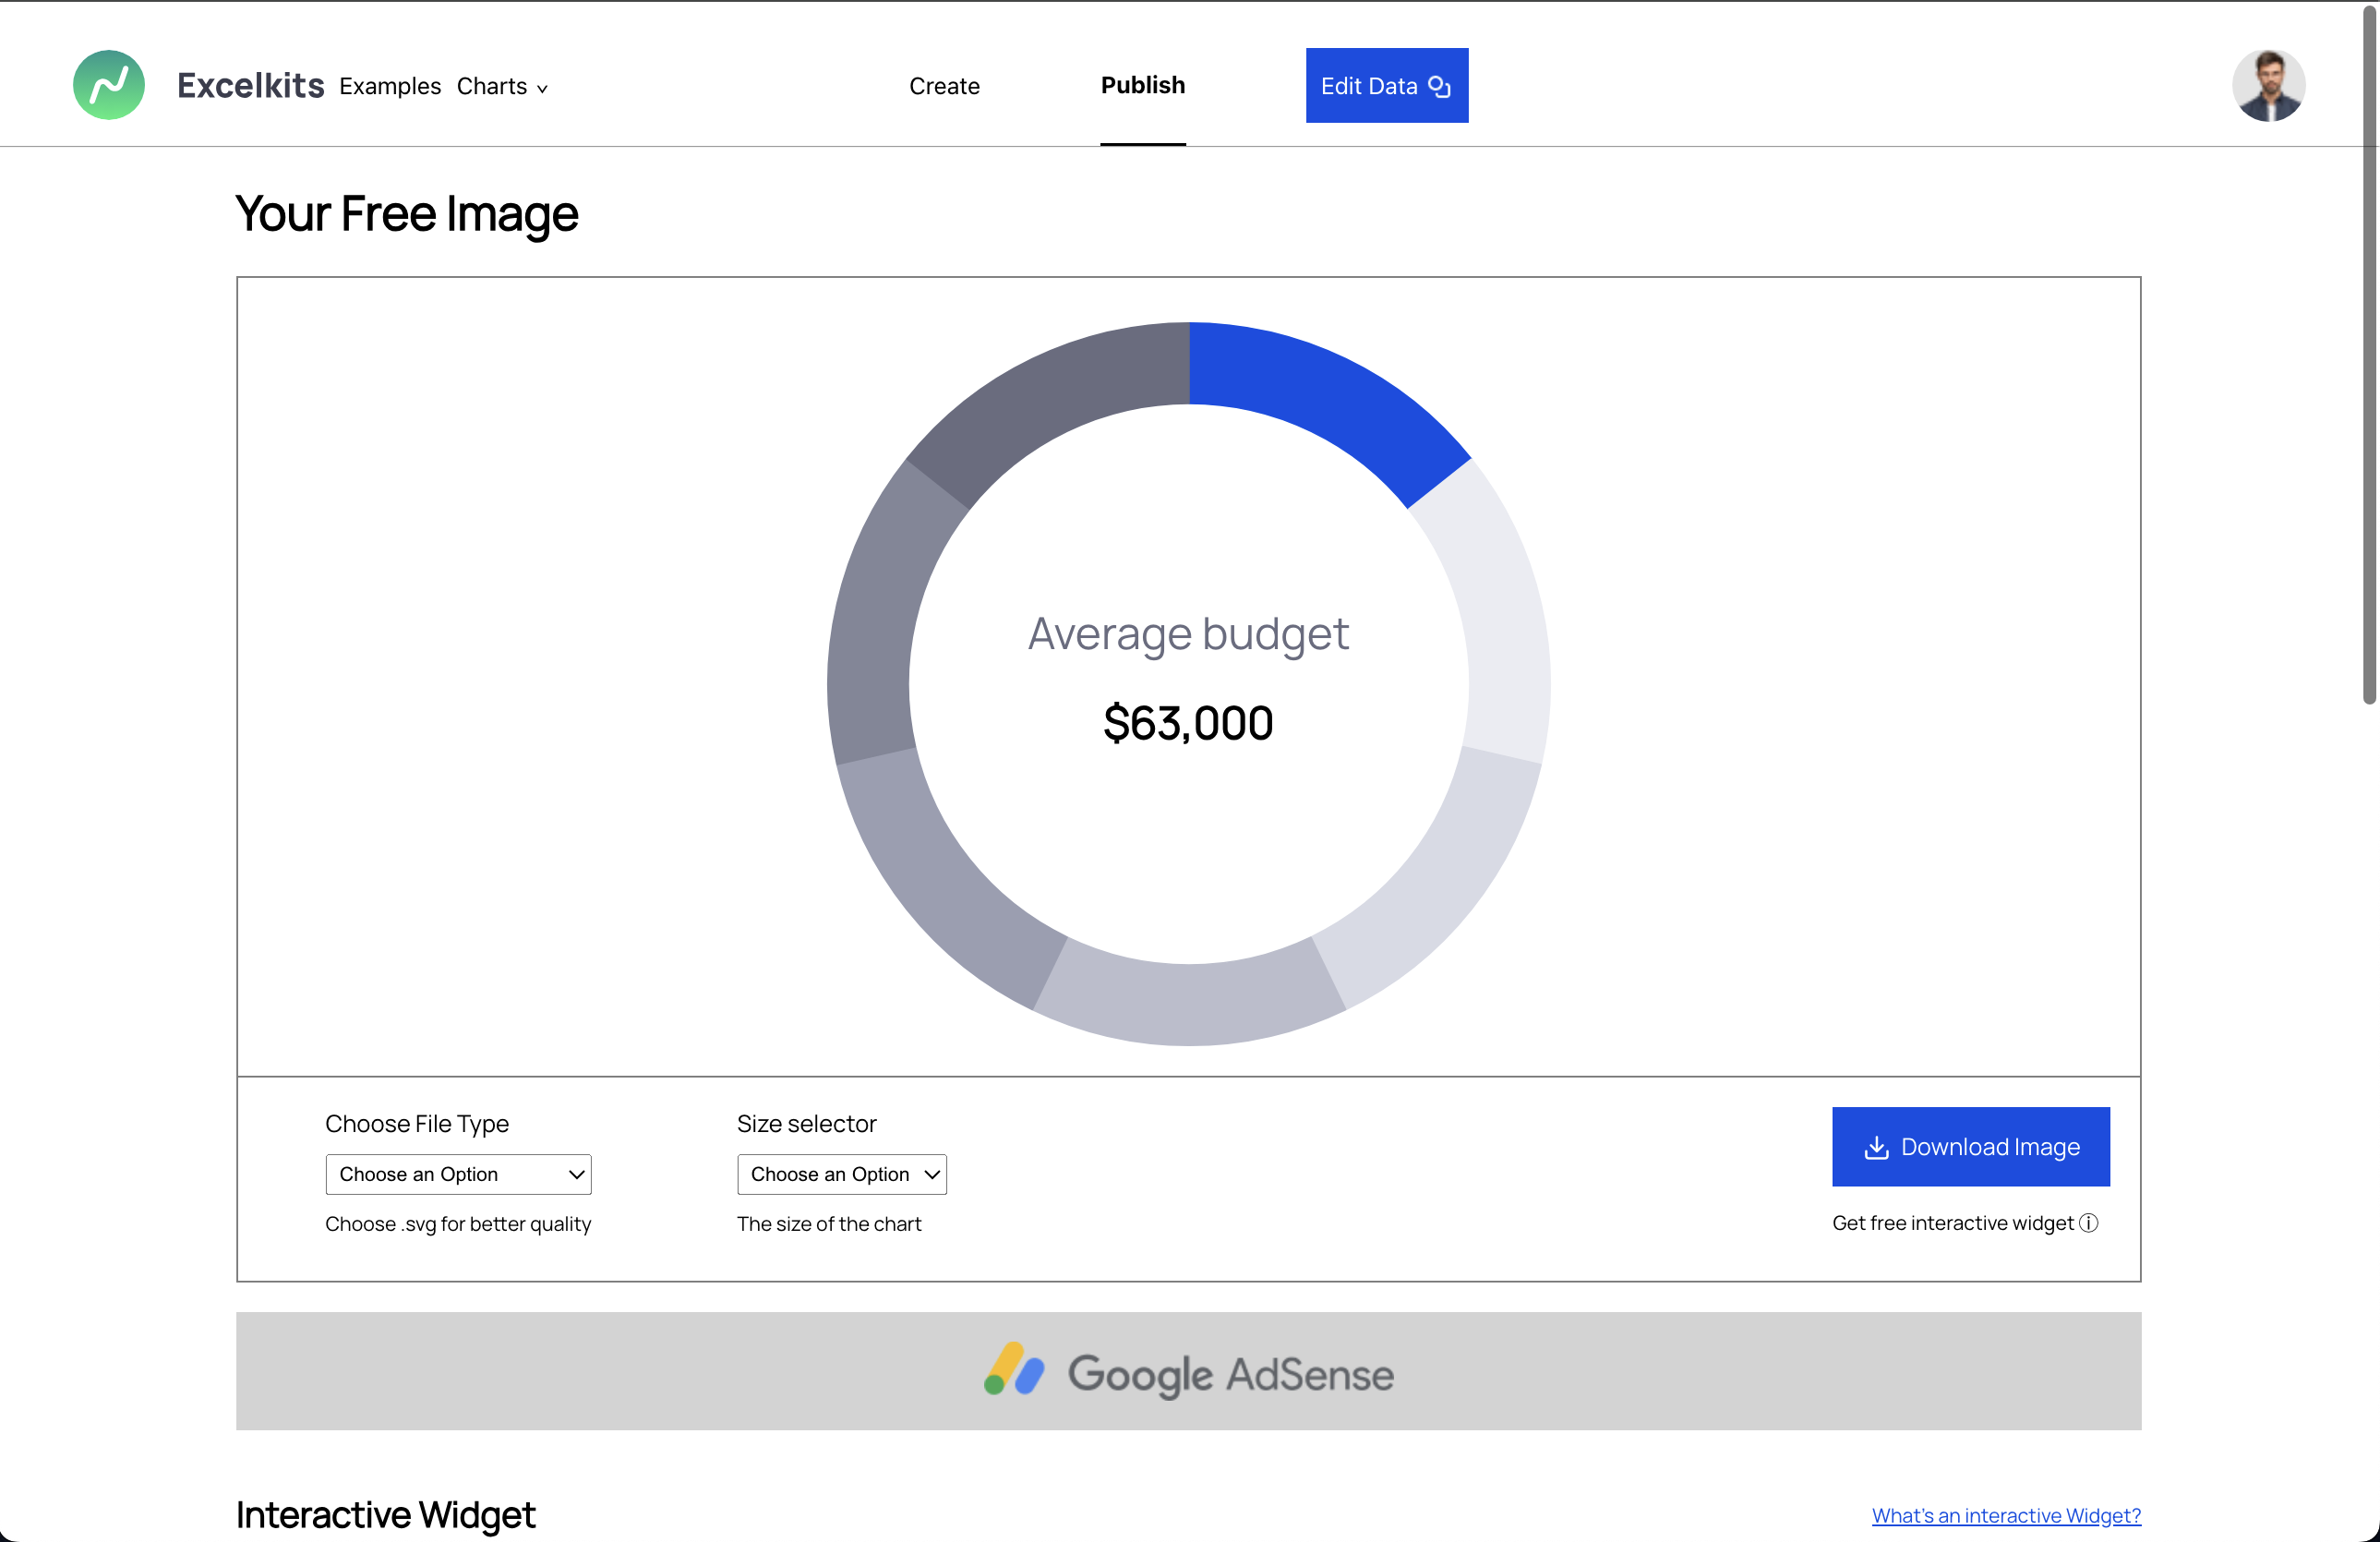 Excelkits Examples Charts Create Publish Edit Data
Your Free Image
Average budget
$63,000
Choose File Type
Choose an Option
Choose .svg for better quality
Size selector
Choose an Option
The size of the chart
Download Image
Get free interactive widget
Google AdSense
Interactive Widget
What's an interactive Widget?